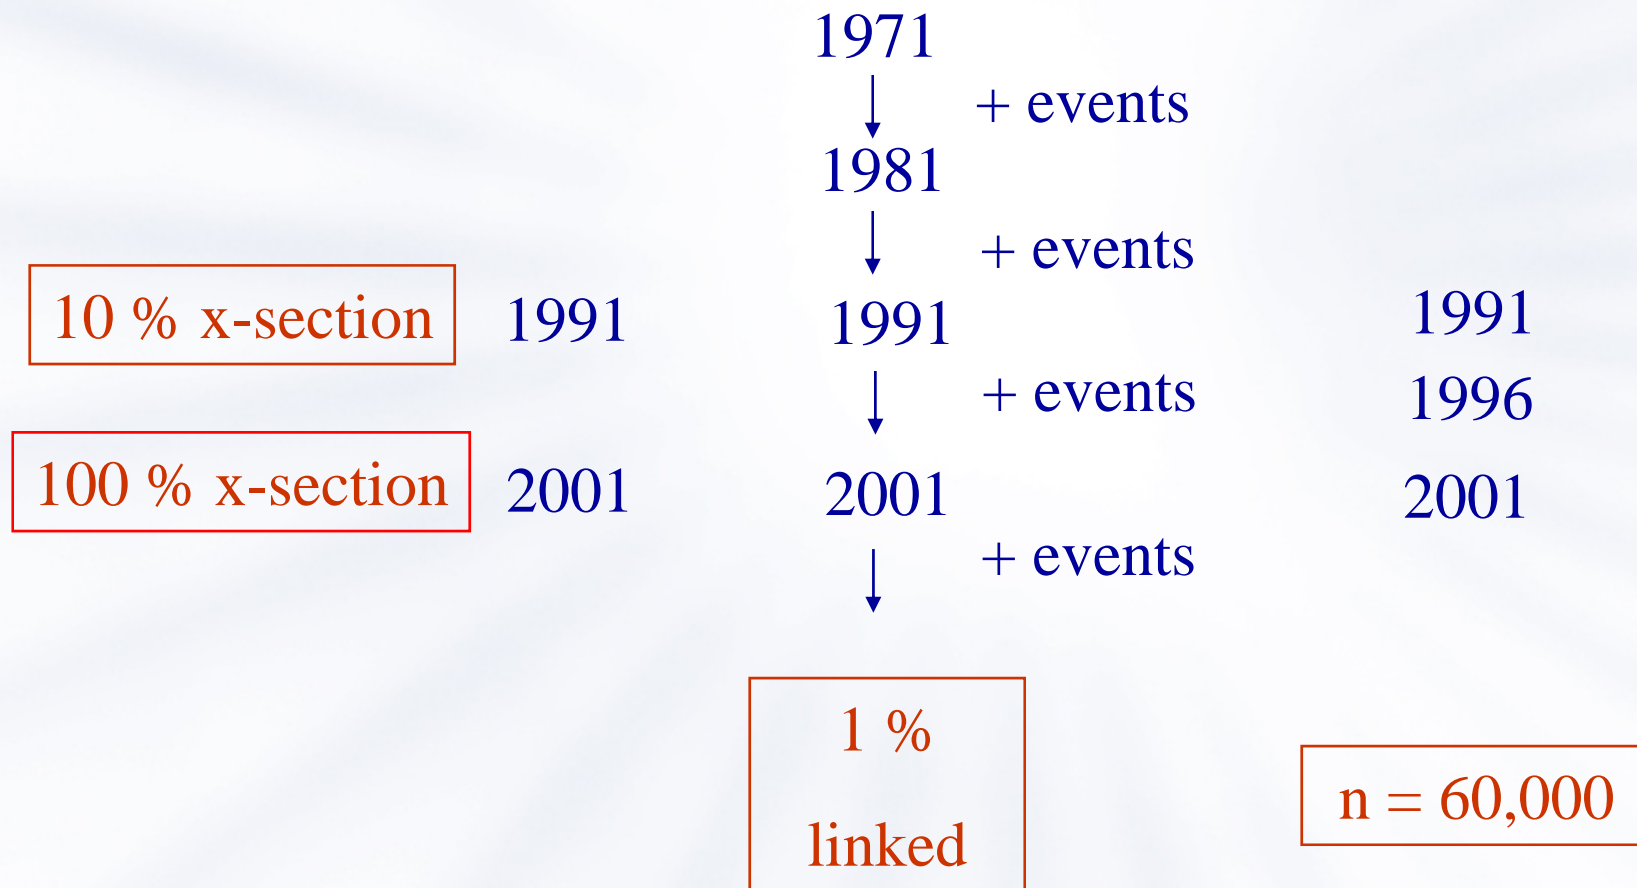 1971
+ events
1981
+ events
10 % x-section
1991
1991
1991
+ events
1996
100 % x-section
2001
2001
2001
+ events
1 %
linked
n = 60,000